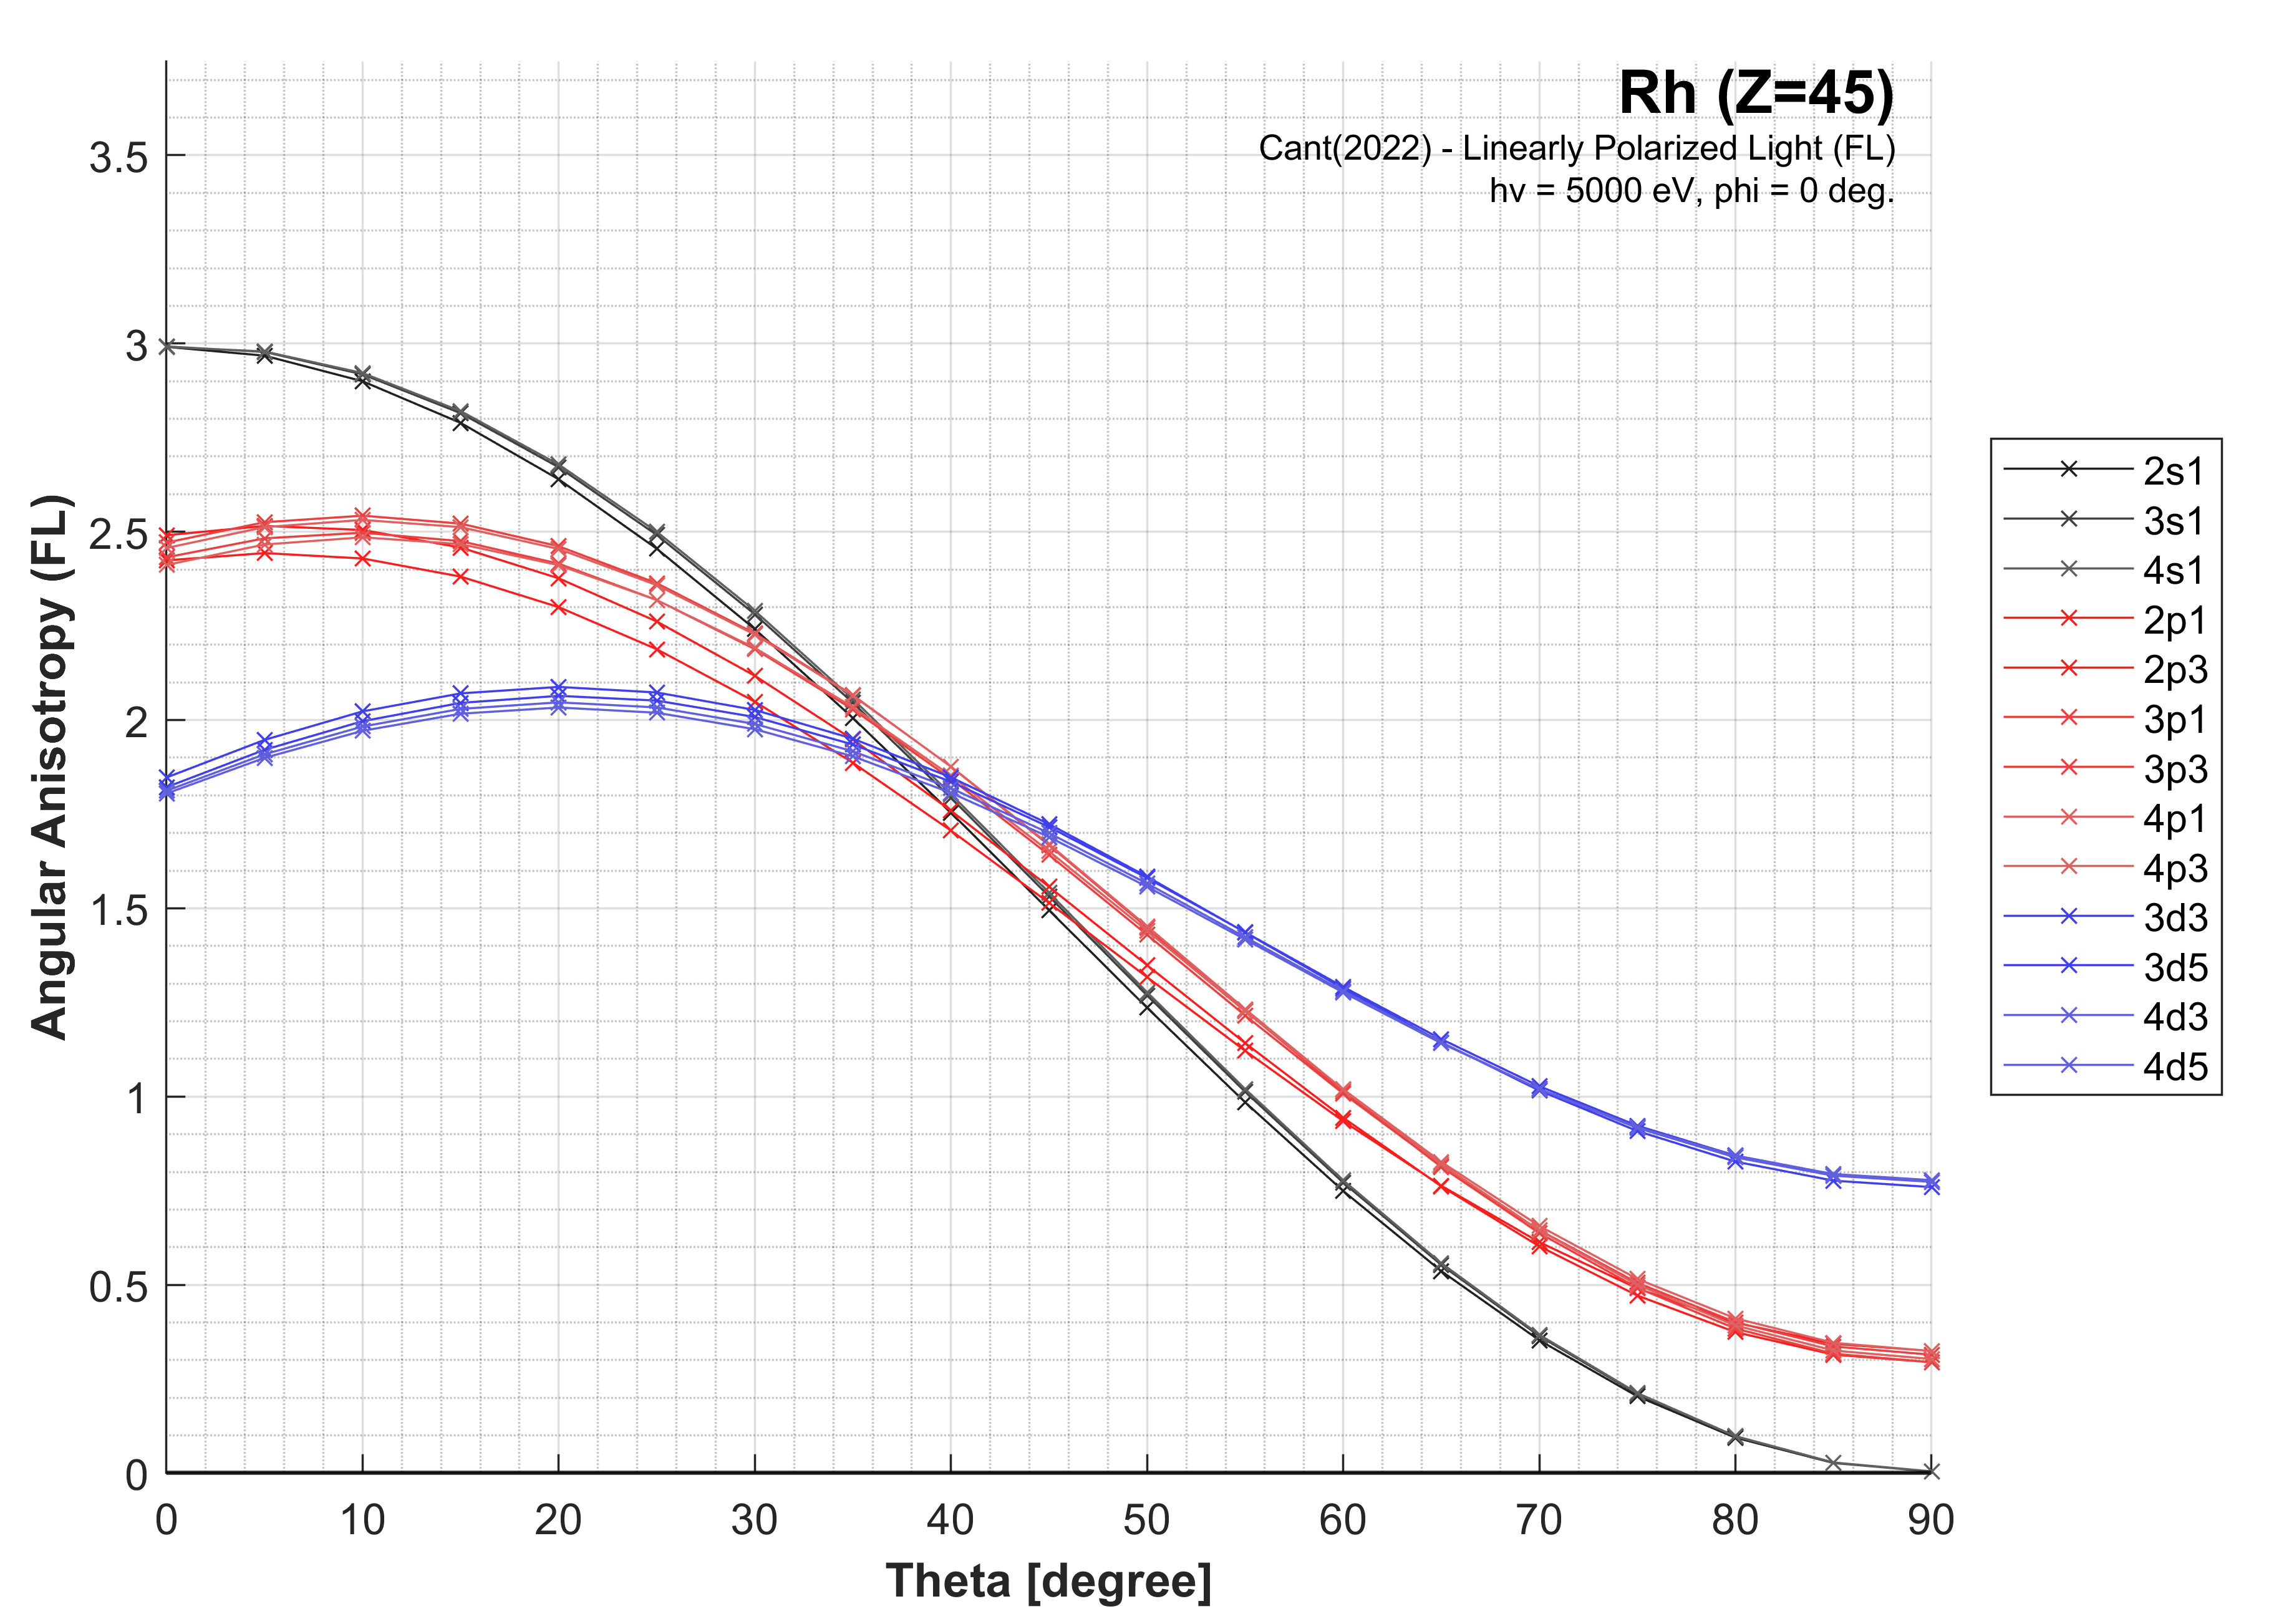 Rh (Z=45)
Cant(2022) - Linearly Polarized Light (FL)
hv = 5000 eV, phi = 0 deg.
Angular Anisotropy (FL)
3.5
3
2.5
2
1.5
1
0.5
0
0 10 20 30 40 50 60 70 80 90
Theta [degree]
2s1
3s1
4s1
2p1
2p3
3p1
3p3
4p1
4p3
3d3
3d5
4d3
4d5